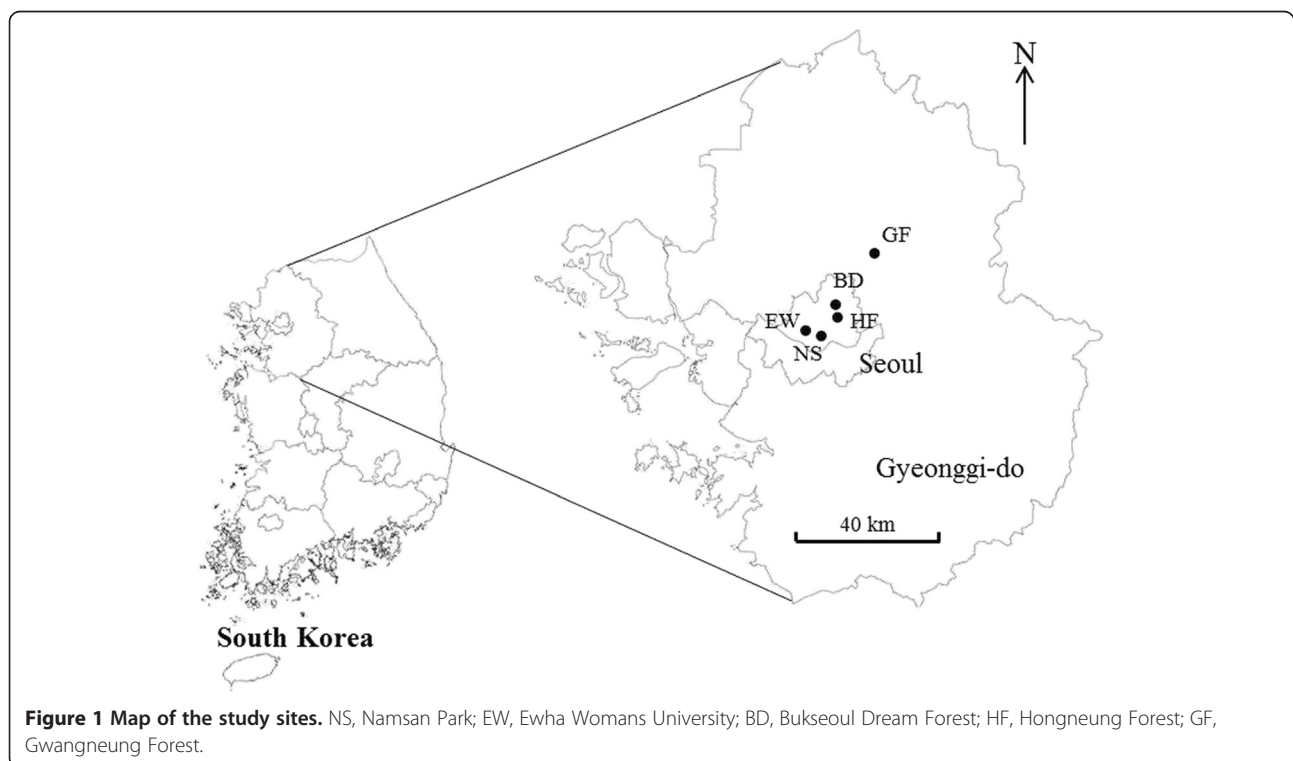 N
GF
BD
EW
HF
NS
Seoul
Gyeonggi-do
40 km
South Korea
Figure 1 Map of the study sites. NS, Namsan Park; EW, Ewha Womans University; BD, Bukseoul Dream Forest; HF, Hongneung Forest; GF,
Gwangneung Forest.